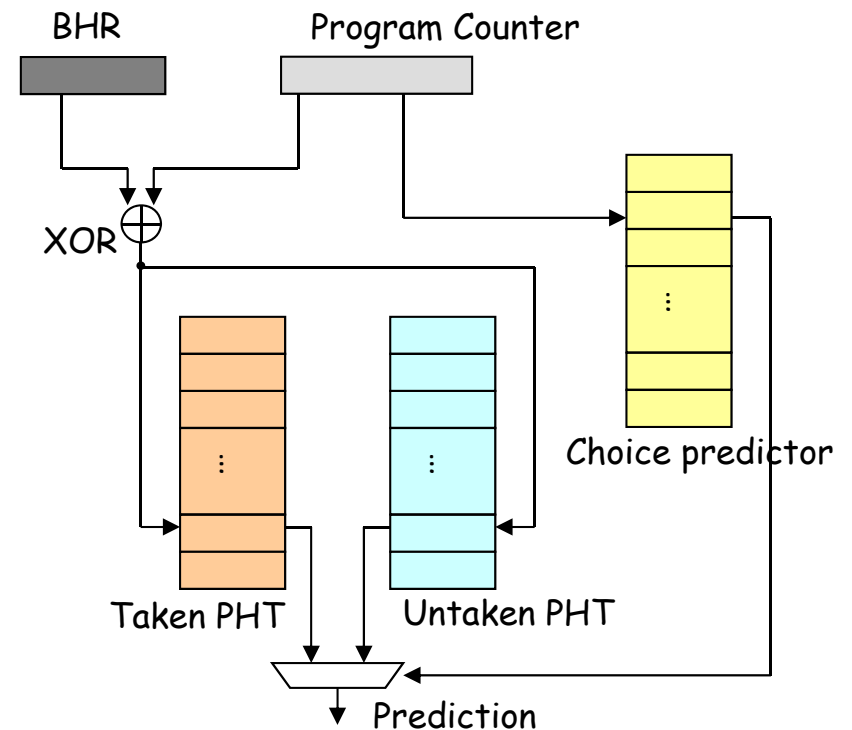 BHR
Program Counter
XOR
Choice predictor
Taken PHT
Untaken PHT
Prediction